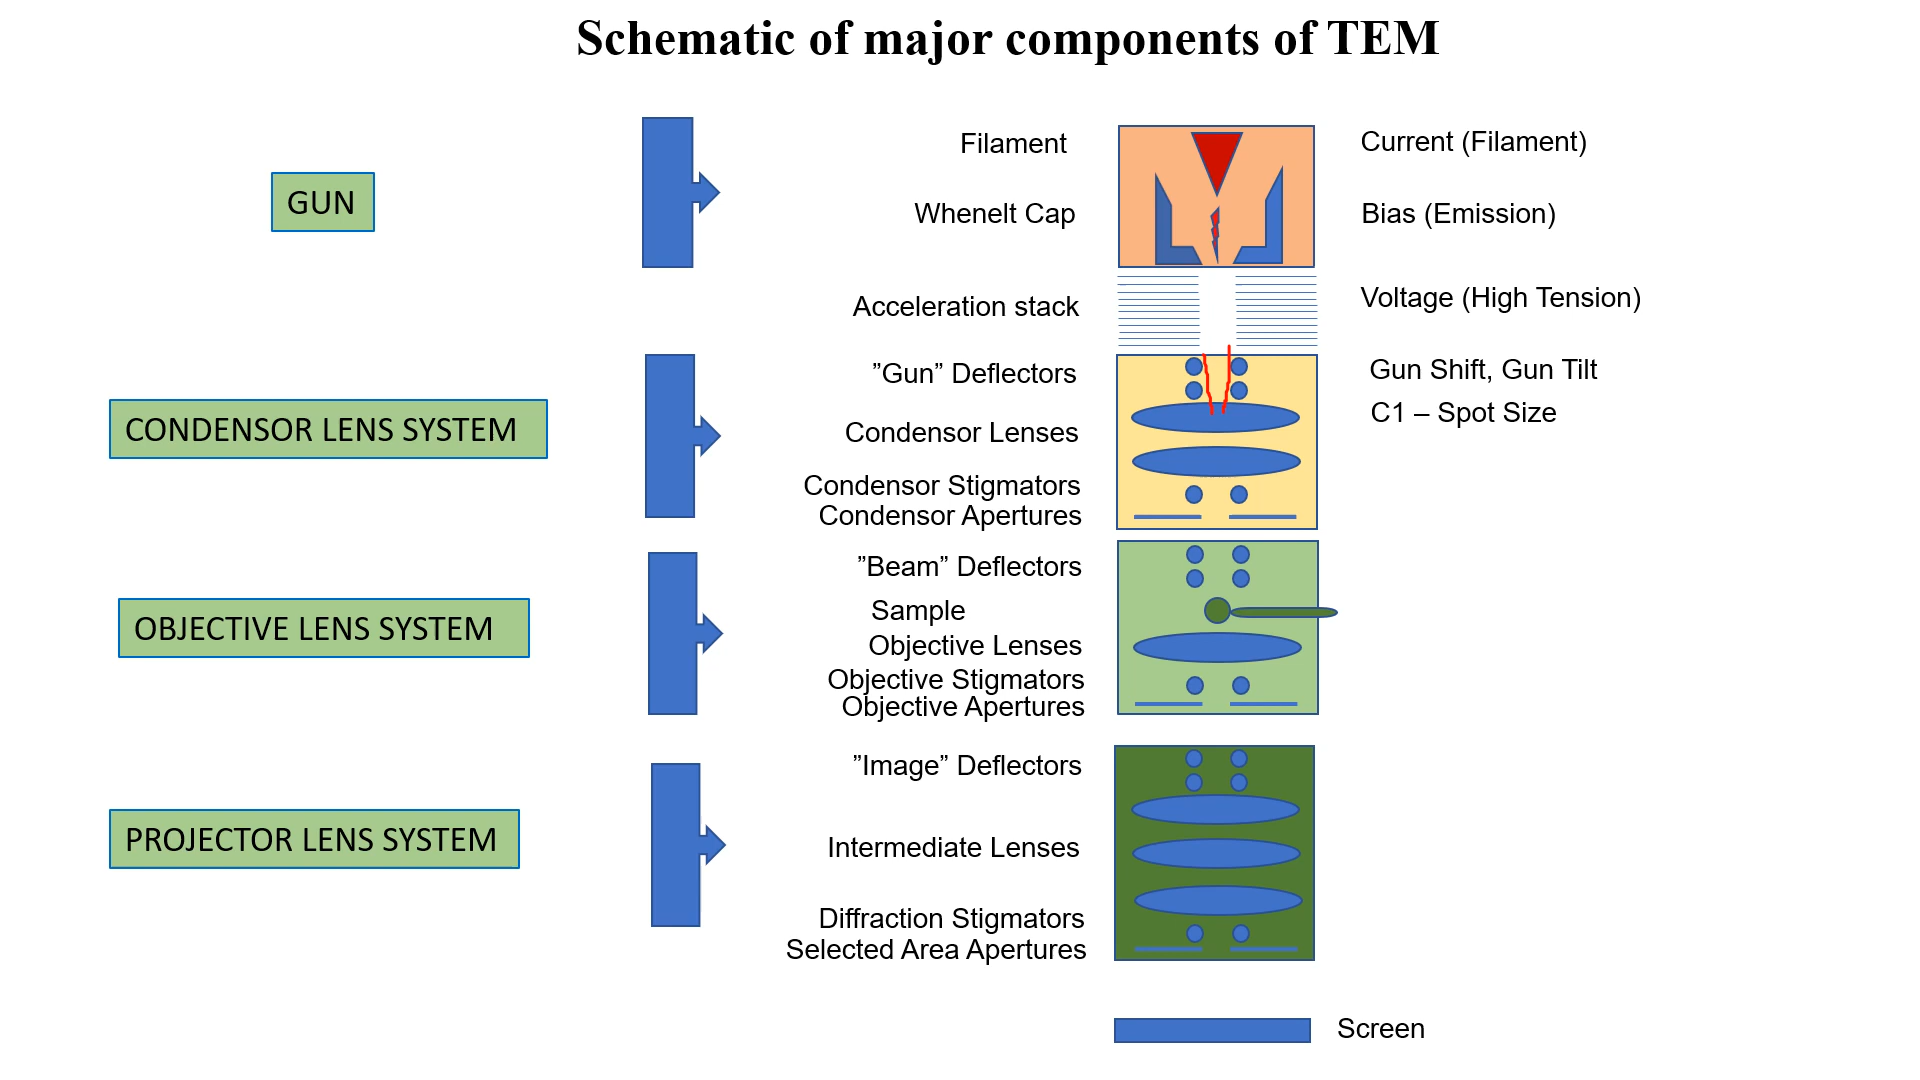 Schematic of major components of TEM
Filament
Current (Filament)
GUN
Whenelt Cap
Bias (Emission)
Acceleration stack
Voltage (High Tension)
”Gun” Deflectors
Gun Shift, Gun Tilt
C1 – Spot Size
CONDENSOR LENS SYSTEM
Condensor Lenses
Condensor Stigmators
Condensor Apertures
”Beam” Deflectors
Sample
OBJECTIVE LENS SYSTEM
Objective Lenses
Objective Stigmators
Objective Apertures
”Image” Deflectors
PROJECTOR LENS SYSTEM
Intermediate Lenses
Diffraction Stigmators
Selected Area Apertures
Screen